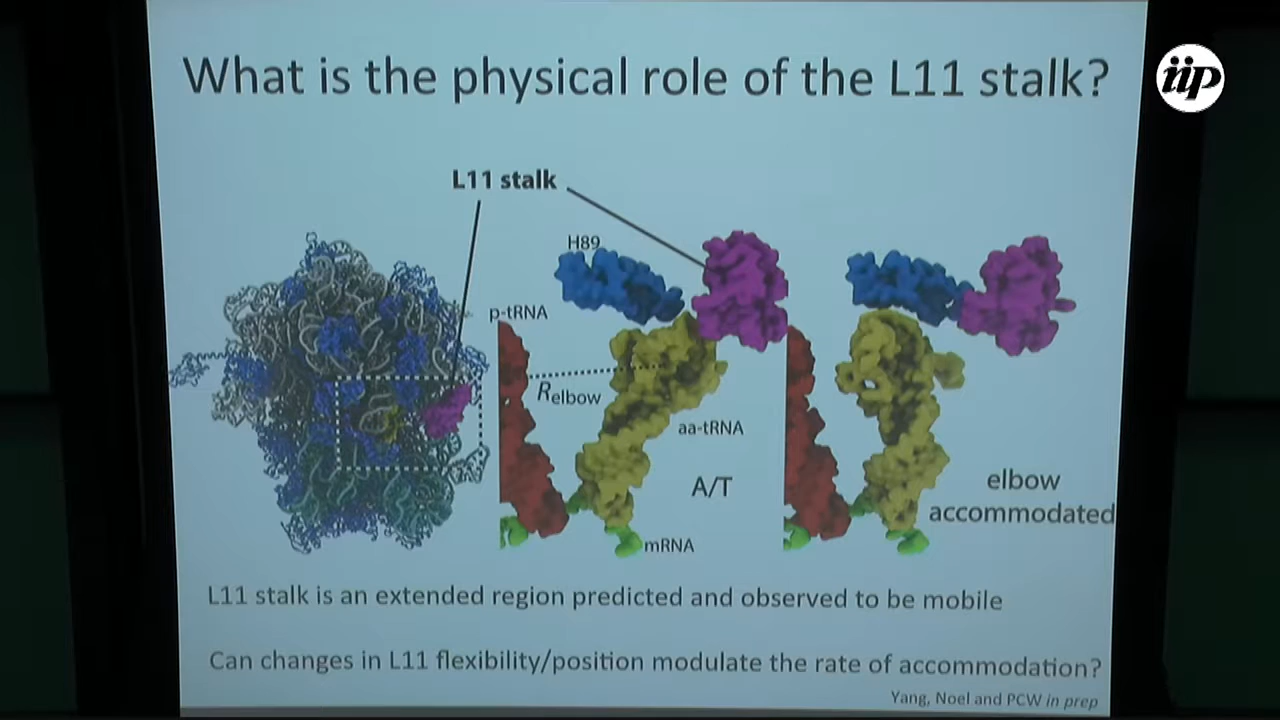 What is the physical role of the L11 stalk?
iip
L11 stalk
H89
p-tRNA
Relbow
aa-tRNA
A/T
elbow
accommodated
mRNA
L11 stalk is an extended region predicted and observed to be mobile
Can changes in L11 flexibility/position modulate the rate of accommodation?
Yang, Noel and PCW in prep